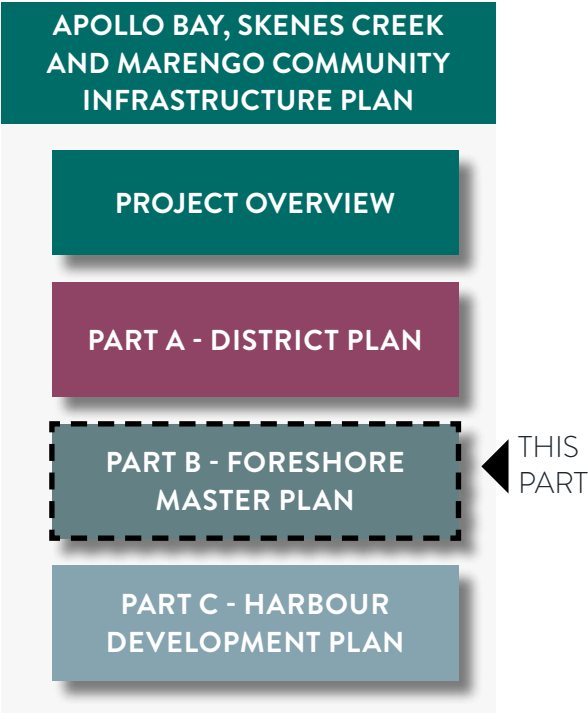 APOLLO BAY, SKENES CREEK
AND MARENGO COMMUNITY
INFRASTRUCTURE PLAN
PROJECT OVERVIEW
PART A - DISTRICT PLAN
PART B - FORESHORE
MASTER PLAN
THIS
PART
PART C - HARBOUR
DEVELOPMENT PLAN